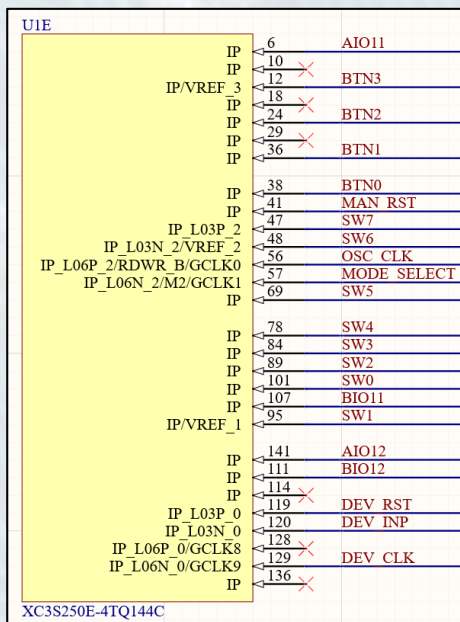 U1E
IP 6 AIO11
IP 10
IP/VREF_3 12 BTN3
IP 18
IP 24 BTN2
IP 29
IP 36 BTN1
IP 38 BTN0
IP 41 MAN_RST
IP_L03P_2 47 SW7
IP_L03N_2/VREF_2 48 SW6
IP_L06P_2/RDWR_B/GCLK0 56 OSC_CLK
IP_L06N_2/M2/GCLK1 57 MODE_SELECT
IP 69 SW5
IP 78 SW4
IP 84 SW3
IP 89 SW2
IP 101 SW0
IP 107 BIO11
IP/VREF_1 95 SW1
IP 141 AIO12
IP 111 BIO12
IP 114
IP_L03P_0 119 DEV_RST
IP_L03N_0 120 DEV_INP
IP_L06P_0/GCLK8 128
IP_L06N_0/GCLK9 129 DEV_CLK
IP 136
XC3S250E-4TQ144C